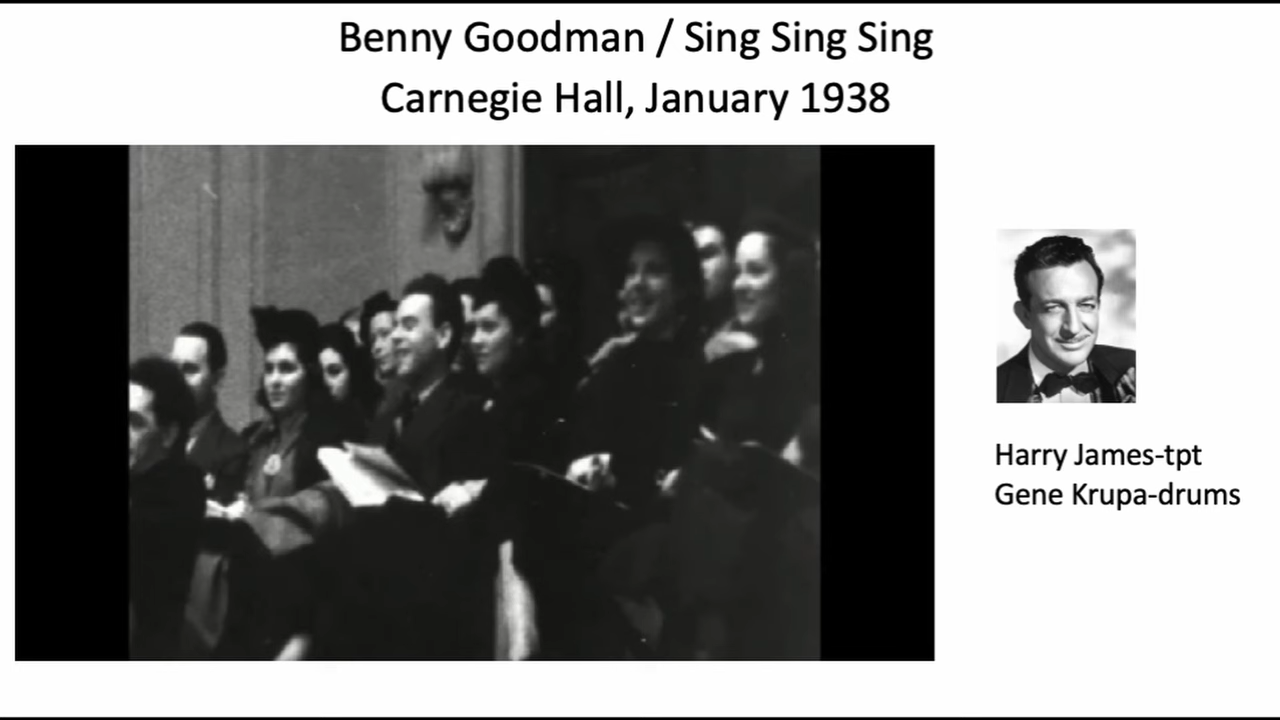 Benny Goodman / Sing Sing Sing
Carnegie Hall, January 1938
Harry James-tpt
Gene Krupa-drums